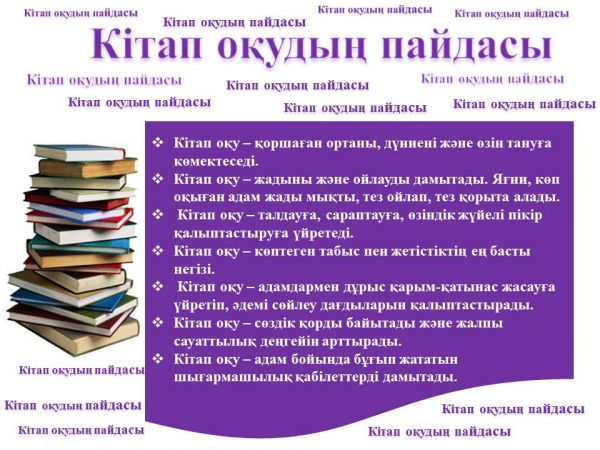 Кітап оқудың пайдасы
Кітап оқудың пайдасы
Кітап оқудың пайдасы
Кітап оқудың пайдасы
Кітап оқудың пайдасы
Кітап оқудың пайдасы
Кітап оқудың пайдасы
Кітап оқудың пайдасы
Кітап оқудың пайдасы
Кітап оқудың пайдасы
Кітап оқудың пайдасы
❖ Кітап оқу – қоршаған ортаны, дүниені және өзін тануға
көмектеседі.
❖ Кітап оқу – жадыны және ойлауды дамытады. Яғни, көп
оқыған адам жады мықты, тез ойлап, тез қорыта алады.
❖ Кітап оқу – талдауға, сараптауға, өзіндік жүйелі пікір
қалыптастыруға үйретеді.
❖ Кітап оқу – көптеген табыс пен жетістіктің ең басты
негізі.
❖ Кітап оқу – адамдармен дұрыс қарым-қатынас жасауға
үйретіп, әдемі сөйлеу дағдыларын қалыптастырады.
❖ Кітап оқу – сөздік қорды байытады және жалпы
сауаттылық деңгейін арттырады.
❖ Кітап оқу – адам бойында бұғып жататын
шығармашылық қабілеттерді дамытады.
Кітап оқудың пайдасы
Кітап оқудың пайдасы
Кітап оқудың пайдасы
Кітап оқудың пайдасы
Кітап оқудың пайдасы